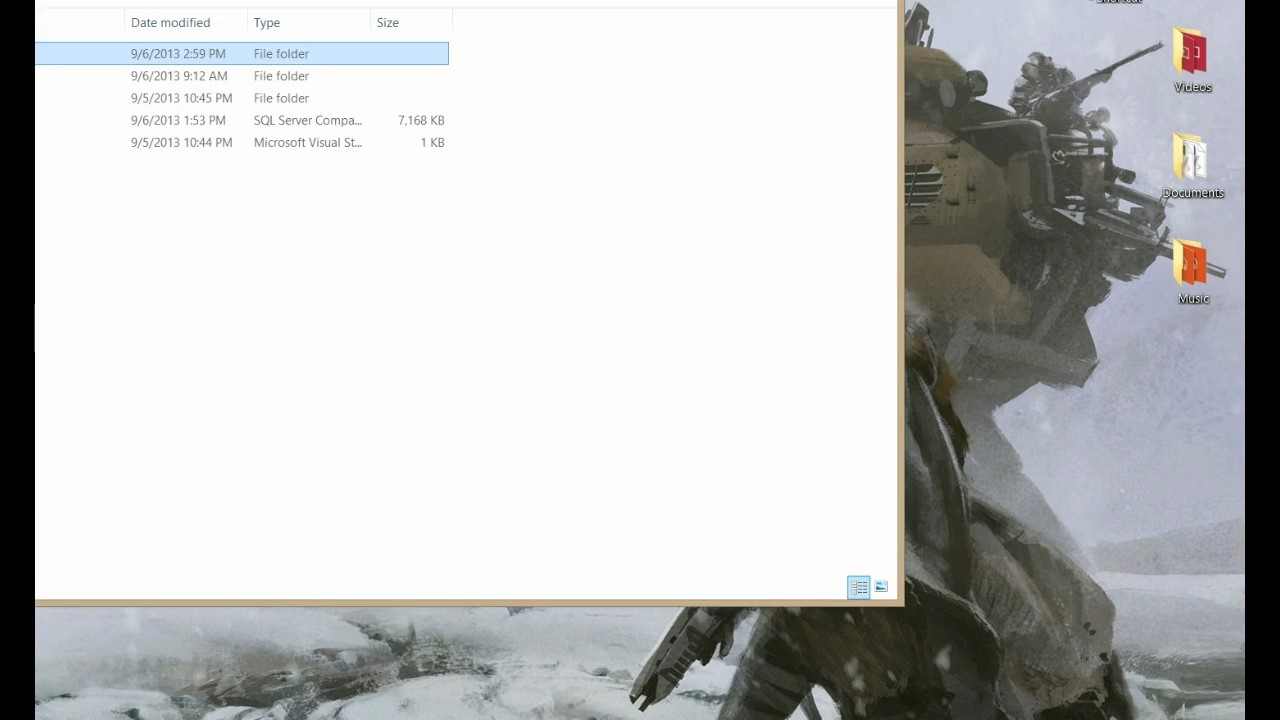 Shortcut
Date modified Type Size
9/6/2013 2:59 PM File folder
9/6/2013 9:12 AM File folder
9/5/2013 10:45 PM File folder
9/6/2013 1:53 PM SQL Server Compa... 7,168 KB
9/5/2013 10:44 PM Microsoft Visual St... 1 KB
Videos
Documents
Music